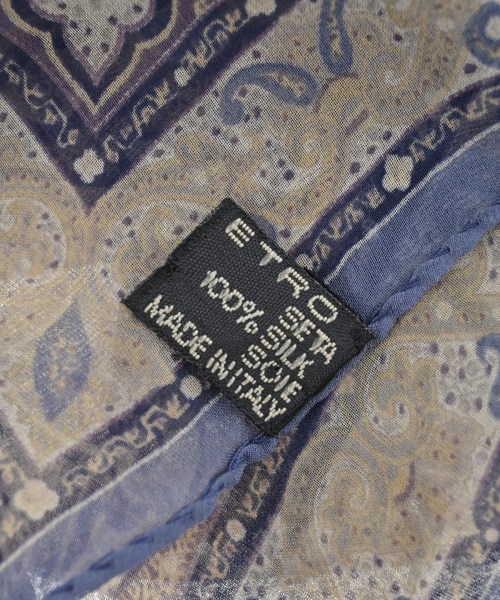 ETRO
SETA
100% SILK
SOIE
MADE IN ITALY